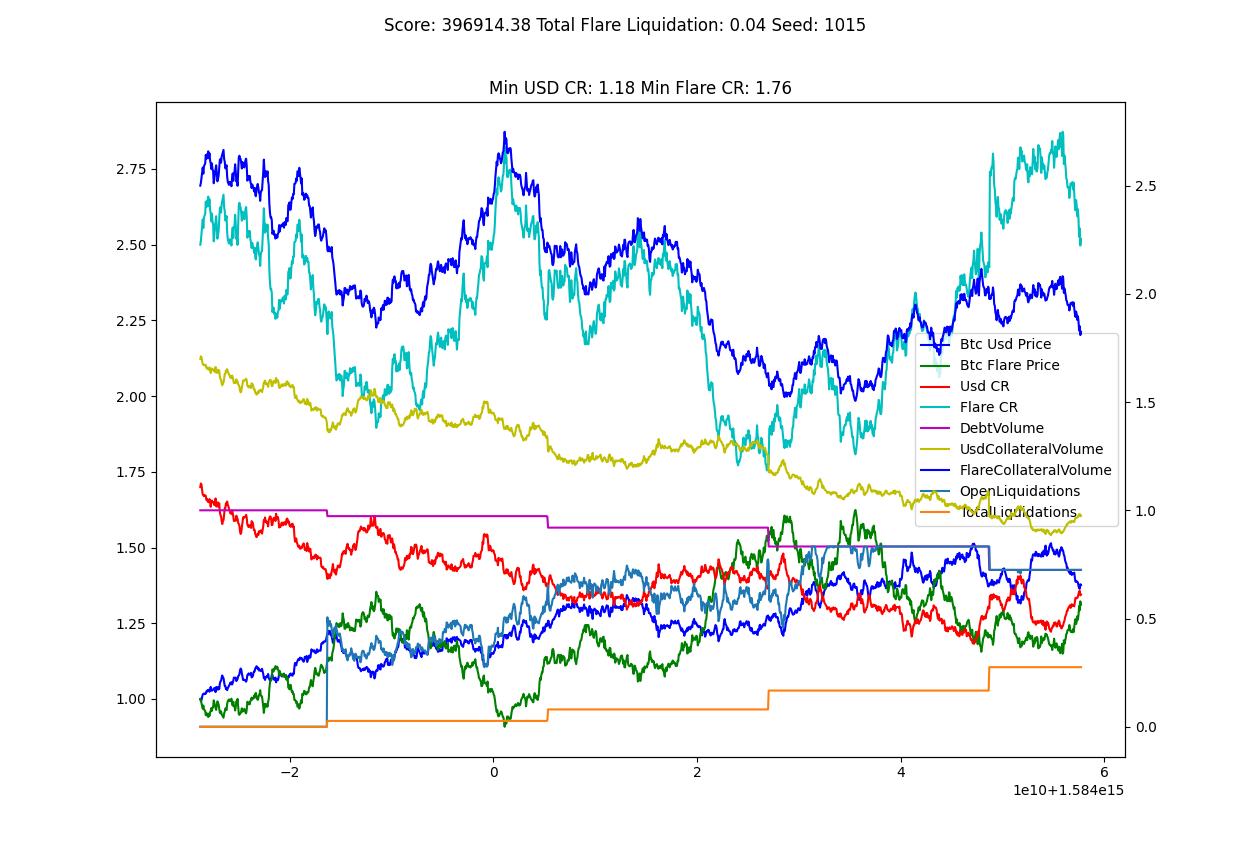 Score: 396914.38 Total Flare Liquidation: 0.04 Seed: 1015
Min USD CR: 1.18 Min Flare CR: 1.76
2.75
2.50
2.25
2.00
1.75
1.50
1.25
1.00
2.5
2.0
1.5
1.0
0.5
0.0
Btc Usd Price
Btc Flare Price
Usd CR
Flare CR
DebtVolume
UsdCollateralVolume
FlareCollateralVolume
OpenLiquidations
TotalLiquidations
−2 0 2 4 6
1e10+1.584e15